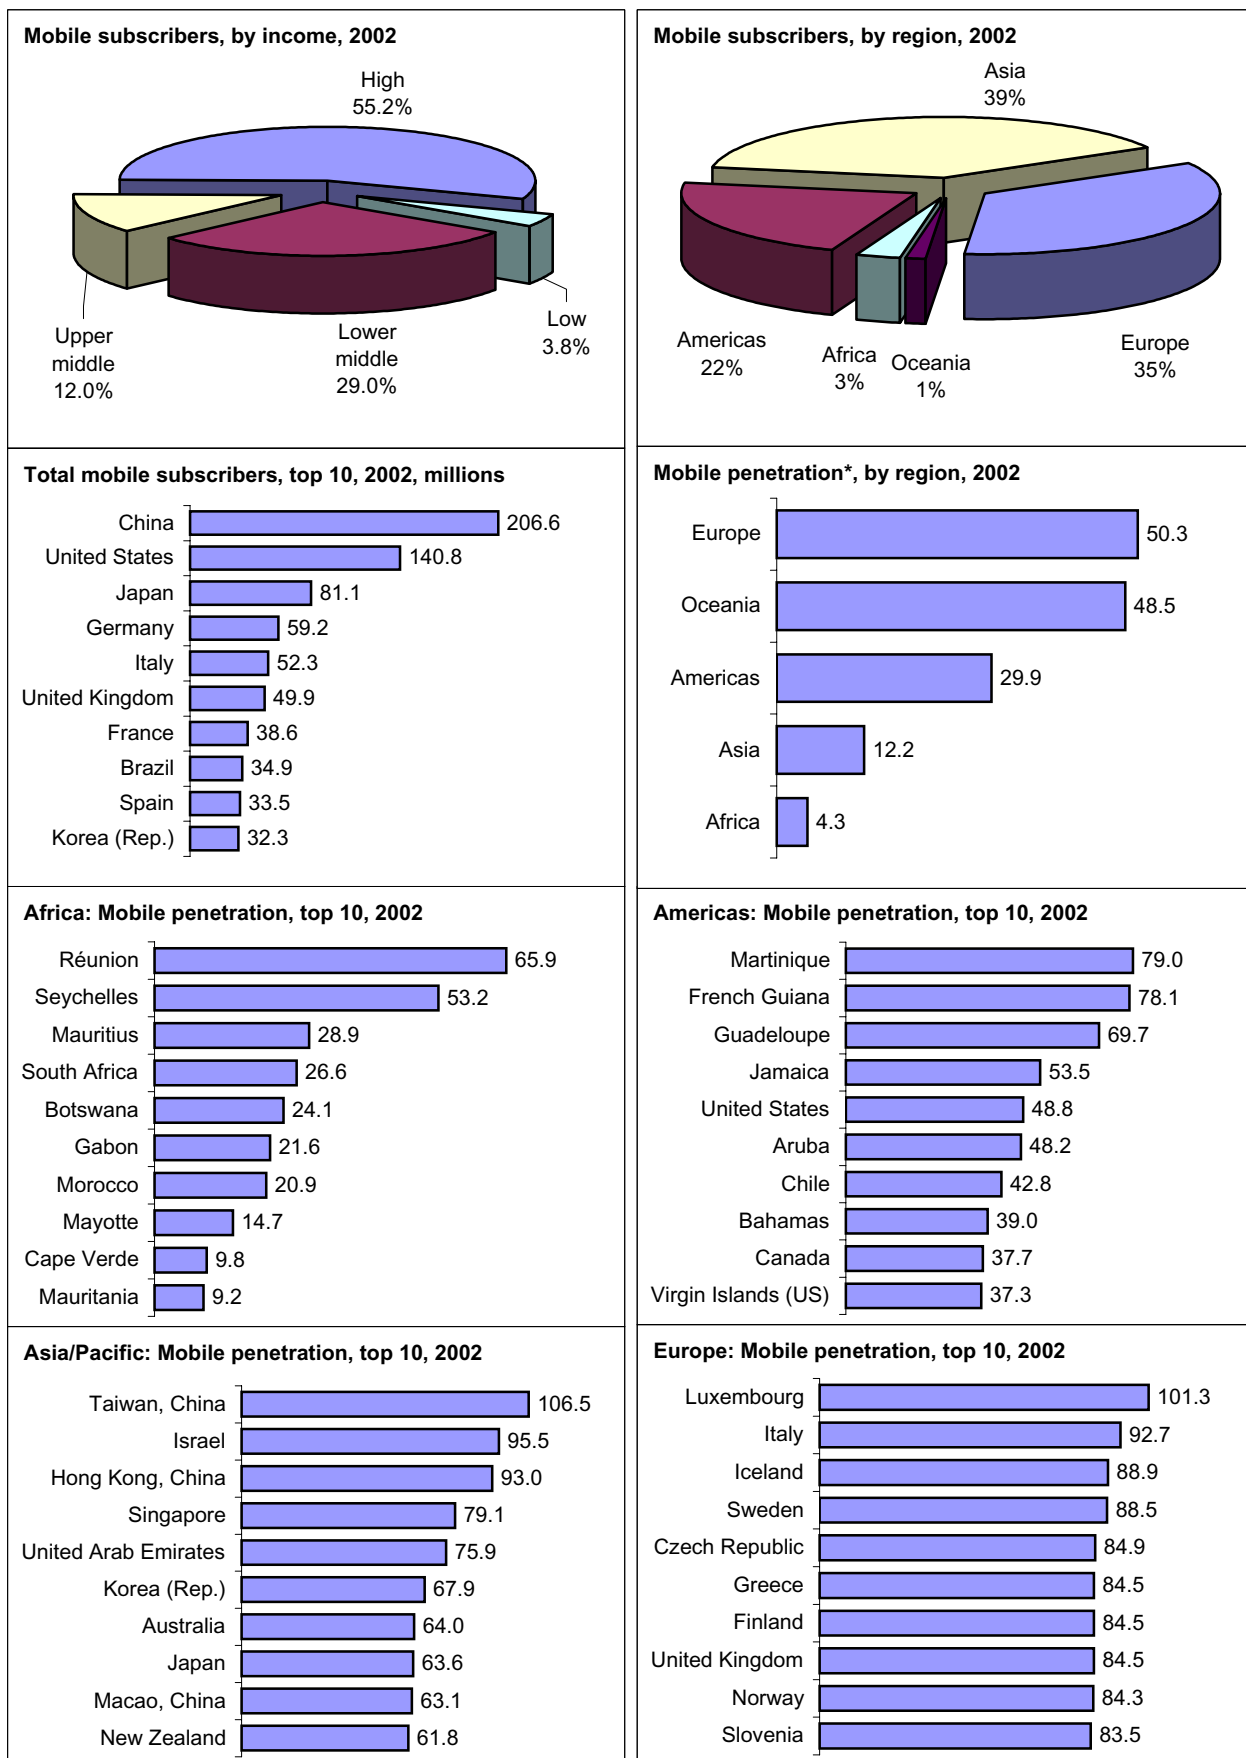 Mobile subscribers, by income, 2002
High
55.2%
Upper
middle
12.0%
Lower
middle
29.0%
Low
3.8%
Mobile subscribers, by region, 2002
Asia
39%
Americas
22%
Africa
3%
Oceania
1%
Europe
35%
Total mobile subscribers, top 10, 2002, millions
China 206.6
United States 140.8
Japan 81.1
Germany 59.2
Italy 52.3
United Kingdom 49.9
France 38.6
Brazil 34.9
Spain 33.5
Korea (Rep.) 32.3
Mobile penetration*, by region, 2002
Europe 50.3
Oceania 48.5
Americas 29.9
Asia 12.2
Africa 4.3
Africa: Mobile penetration, top 10, 2002
Réunion 65.9
Seychelles 53.2
Mauritius 28.9
South Africa 26.6
Botswana 24.1
Gabon 21.6
Morocco 20.9
Mayotte 14.7
Cape Verde 9.8
Mauritania 9.2
Americas: Mobile penetration, top 10, 2002
Martinique 79.0
French Guiana 78.1
Guadeloupe 69.7
Jamaica 53.5
United States 48.8
Aruba 48.2
Chile 42.8
Bahamas 39.0
Canada 37.7
Virgin Islands (US) 37.3
Asia/Pacific: Mobile penetration, top 10, 2002
Taiwan, China 106.5
Israel 95.5
Hong Kong, China 93.0
Singapore 79.1
United Arab Emirates 75.9
Korea (Rep.) 67.9
Australia 64.0
Japan 63.6
Macao, China 63.1
New Zealand 61.8
Europe: Mobile penetration, top 10, 2002
Luxembourg 101.3
Italy 92.7
Iceland 88.9
Sweden 88.5
Czech Republic 84.9
Greece 84.5
Finland 84.5
United Kingdom 84.5
Norway 84.3
Slovenia 83.5